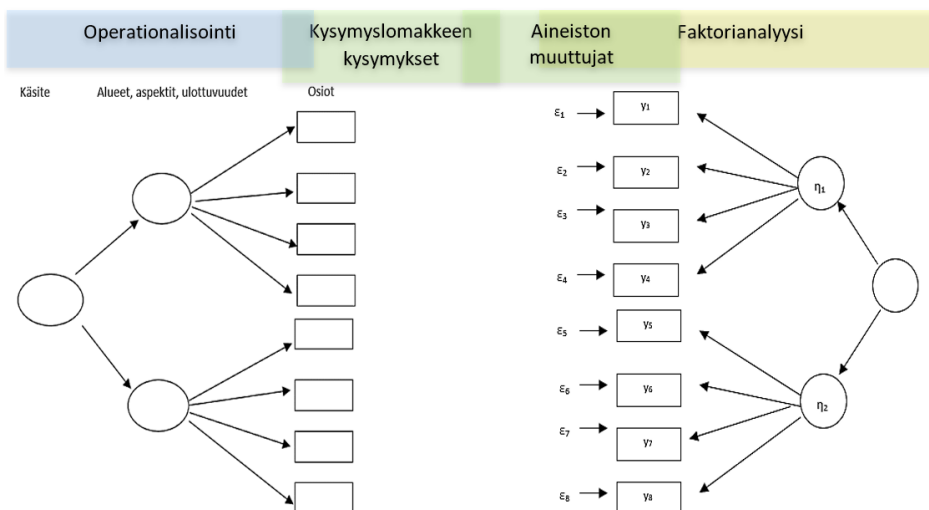 Operationalisointi
Kysymyslomakkeen
kysymykset
Aineiston
muuttujat
Faktorianalyysi
Käsite
Alueet, aspektit, ulottuvuudet
Osiot
ε₁
y₁
ε₂
y₂
ε₃
y₃
ε₄
y₄
ε₅
y₅
ε₆
y₆
ε₇
y₇
ε₈
y₈
η₁
η₂